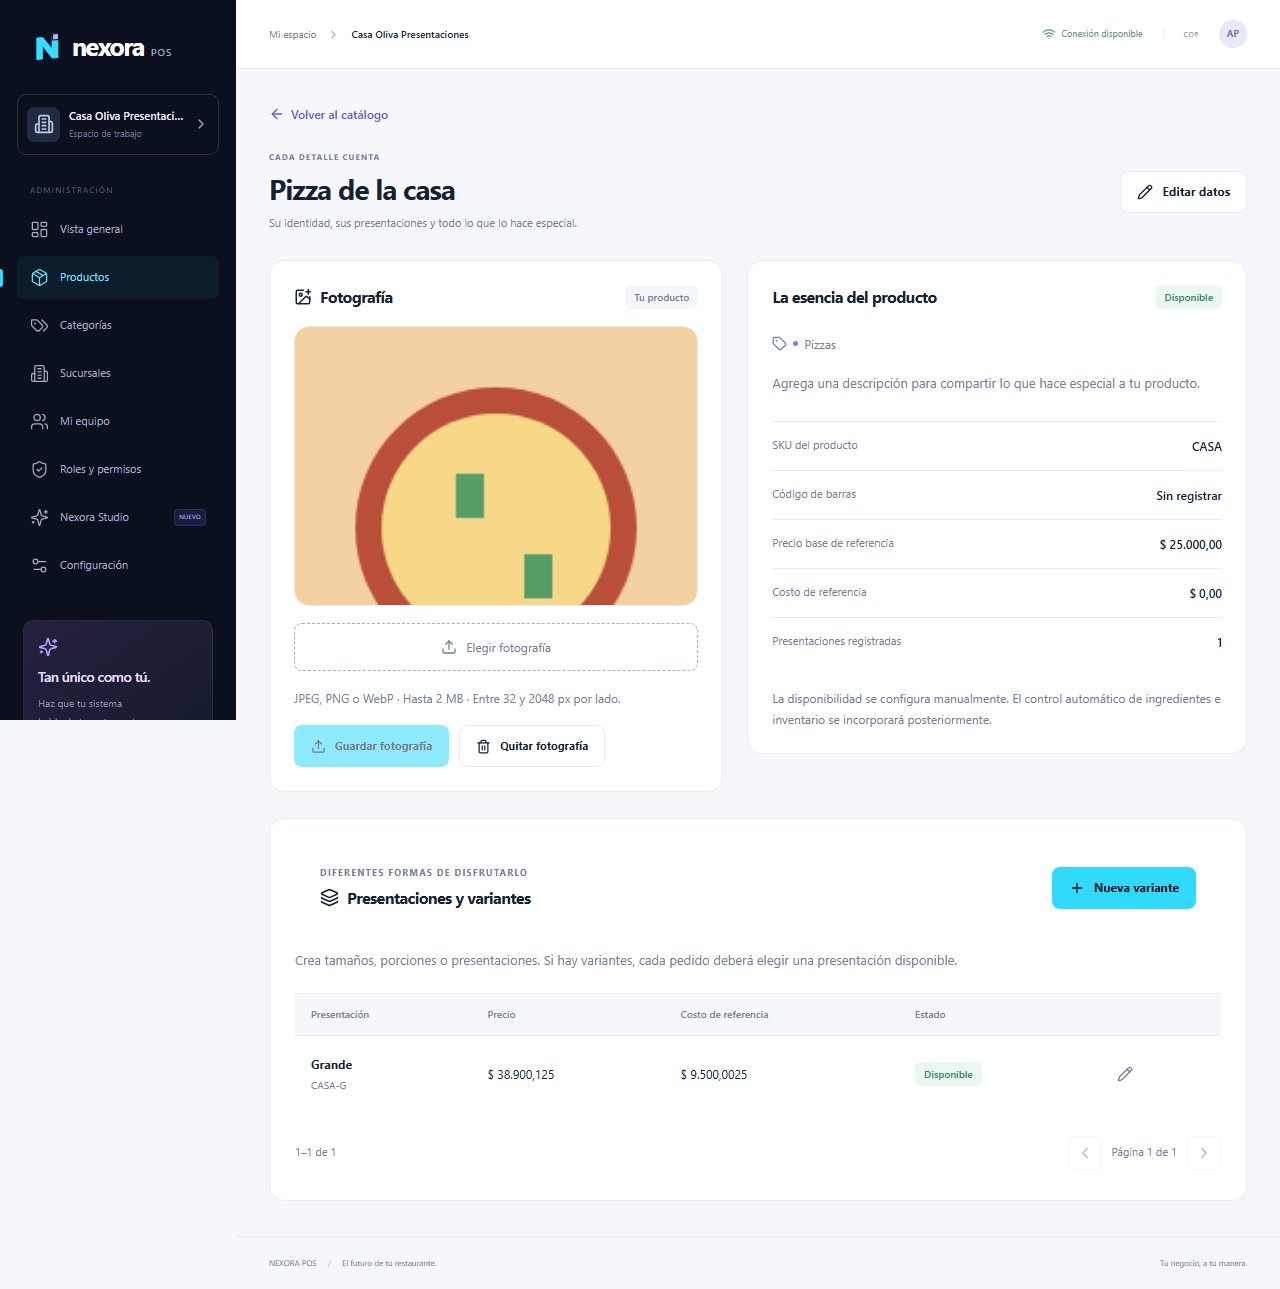 nexora POS
Casa Oliva Presentaci...
Espacio de trabajo
ADMINISTRACIÓN
Vista general
Productos
Categorías
Sucursales
Mi equipo
Roles y permisos
Nexora Studio NUEVO
Configuración
Tan único como tú.
Haz que tu sistema
Mi espacio > Casa Oliva Presentaciones
Conexión disponible
COP
AP
Volver al catálogo
CADA DETALLE CUENTA
Pizza de la casa
Su identidad, sus presentaciones y todo lo que lo hace especial.
Editar datos
Fotografía
Tu producto
Elegir fotografía
JPEG, PNG o WebP · Hasta 2 MB · Entre 32 y 2048 px por lado.
Guardar fotografía
Quitar fotografía
La esencia del producto
Disponible
Pizzas
Agrega una descripción para compartir lo que hace especial a tu producto.
SKU del producto CASA
Código de barras Sin registrar
Precio base de referencia $ 25.000,00
Costo de referencia $ 0,00
Presentaciones registradas 1
La disponibilidad se configura manualmente. El control automático de ingredientes e
inventario se incorporará posteriormente.
DIFERENTES FORMAS DE DISFRUTARLO
Presentaciones y variantes
Nueva variante
Crea tamaños, porciones o presentaciones. Si hay variantes, cada pedido deberá elegir una presentación disponible.
Presentación Precio Costo de referencia Estado
Grande
CASA-G
$ 38.900,125
$ 9.500,0025
Disponible
1–1 de 1
Página 1 de 1
NEXORA POS / El futuro de tu restaurante.
Tu negocio, a tu manera.